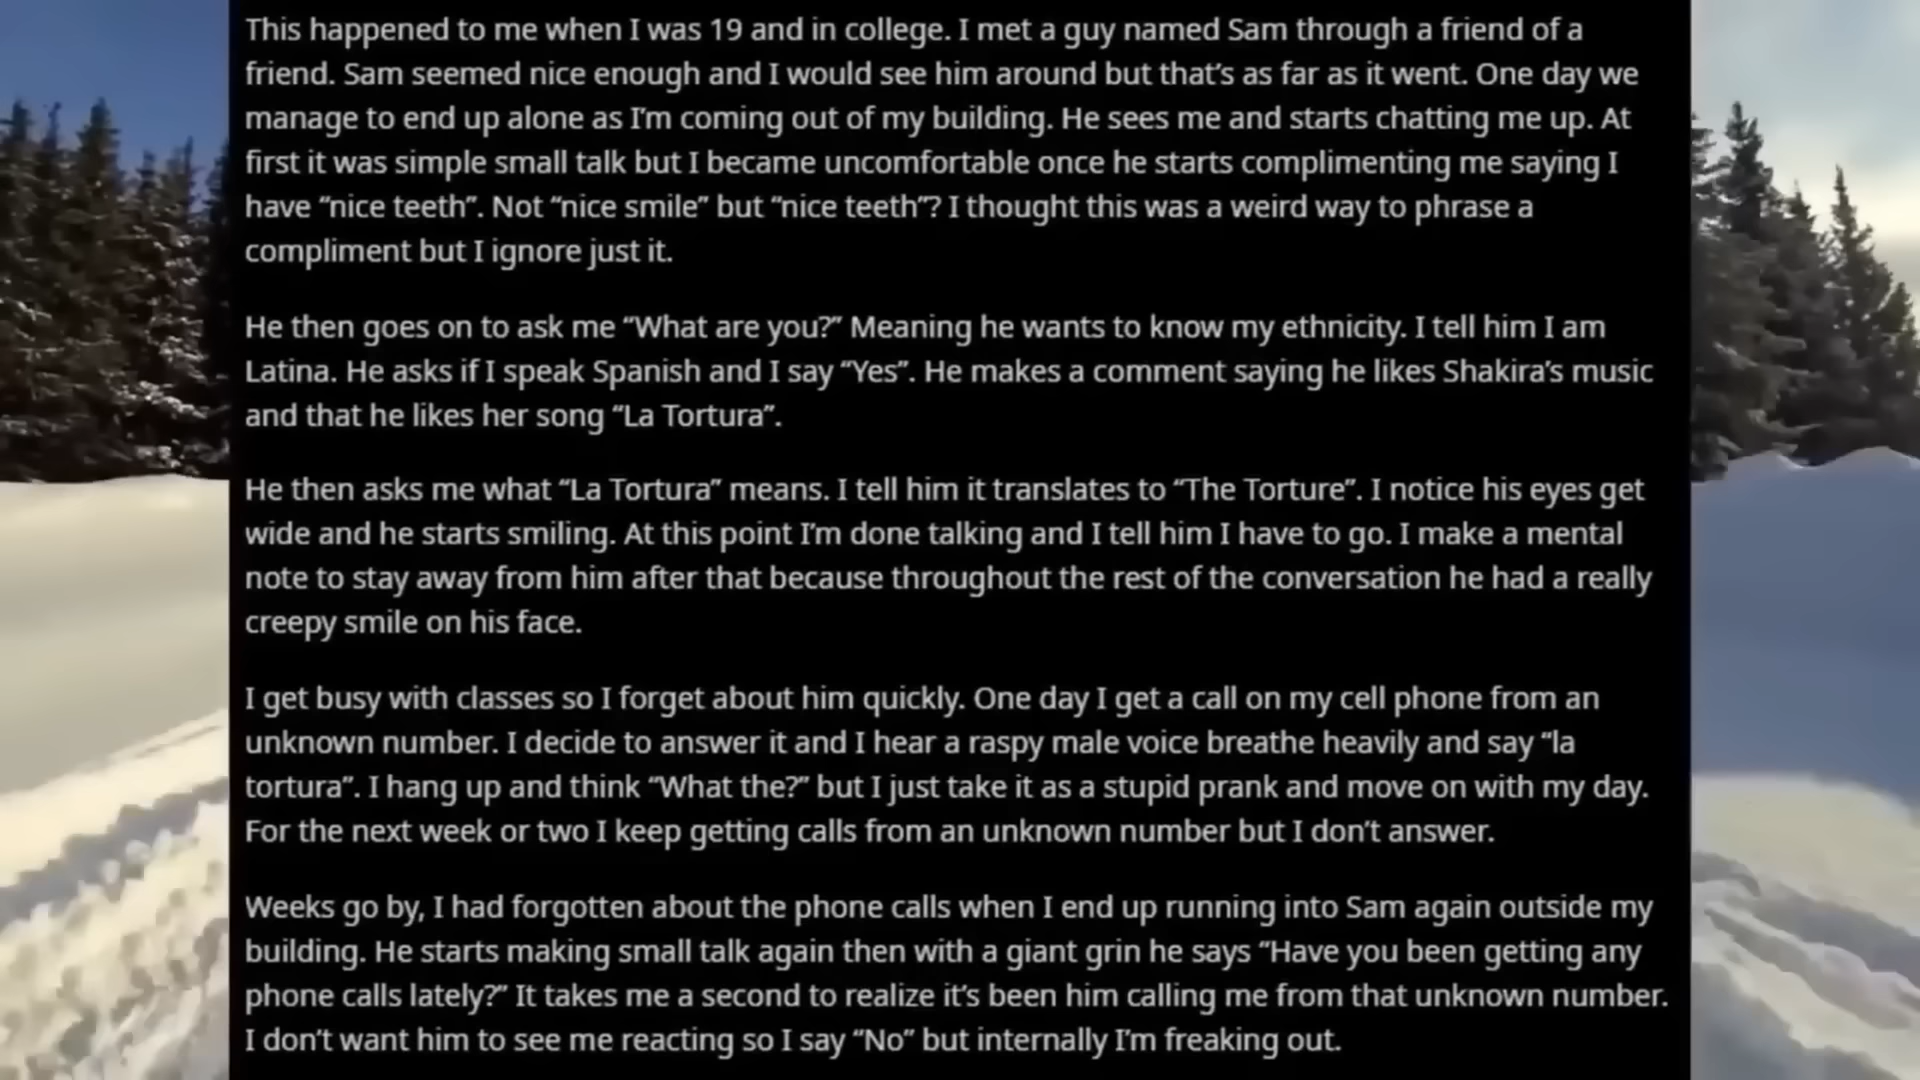 This happened to me when I was 19 and in college. I met a guy named Sam through a friend of a
friend. Sam seemed nice enough and I would see him around but that’s as far as it went. One day we
manage to end up alone as I’m coming out of my building. He sees me and starts chatting me up. At
first it was simple small talk but I became uncomfortable once he starts complimenting me saying I
have “nice teeth”. Not “nice smile” but “nice teeth”? I thought this was a weird way to phrase a
compliment but I ignore just it.
He then goes on to ask me “What are you?” Meaning he wants to know my ethnicity. I tell him I am
Latina. He asks if I speak Spanish and I say “Yes”. He makes a comment saying he likes Shakira’s music
and that he likes her song “La Tortura”.
He then asks me what “La Tortura” means. I tell him it translates to “The Torture”. I notice his eyes get
wide and he starts smiling. At this point I’m done talking and I tell him I have to go. I make a mental
note to stay away from him after that because throughout the rest of the conversation he had a really
creepy smile on his face.
I get busy with classes so I forget about him quickly. One day I get a call on my cell phone from an
unknown number. I decide to answer it and I hear a raspy male voice breathe heavily and say “la
tortura”. I hang up and think “What the?” but I just take it as a stupid prank and move on with my day.
For the next week or two I keep getting calls from an unknown number but I don’t answer.
Weeks go by, I had forgotten about the phone calls when I end up running into Sam again outside my
building. He starts making small talk again then with a giant grin he says “Have you been getting any
phone calls lately?” It takes me a second to realize it’s been him calling me from that unknown number.
I don’t want him to see me reacting so I say “No” but internally I’m freaking out.